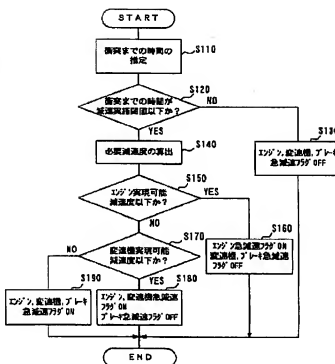 START
衝突までの時間の
推定
S110
衝突までの時間が
減速実施閾値以下か?
S120
NO
YES
S130
エンジン,変速機,ブレーキ
急減速フラグOFF
必要減速度の算出
S140
エンジン実現可能
減速度以下か?
S150
YES
NO
S160
エンジン急減速フラグON
変速機,ブレーキ急減速
フラグOFF
変速機実現可能
減速度以下か?
S170
NO
YES
S190
エンジン,変速機,ブレーキ
急減速フラグON
S180
エンジン,変速機急減速
フラグON
ブレーキ急減速フラグOFF
END